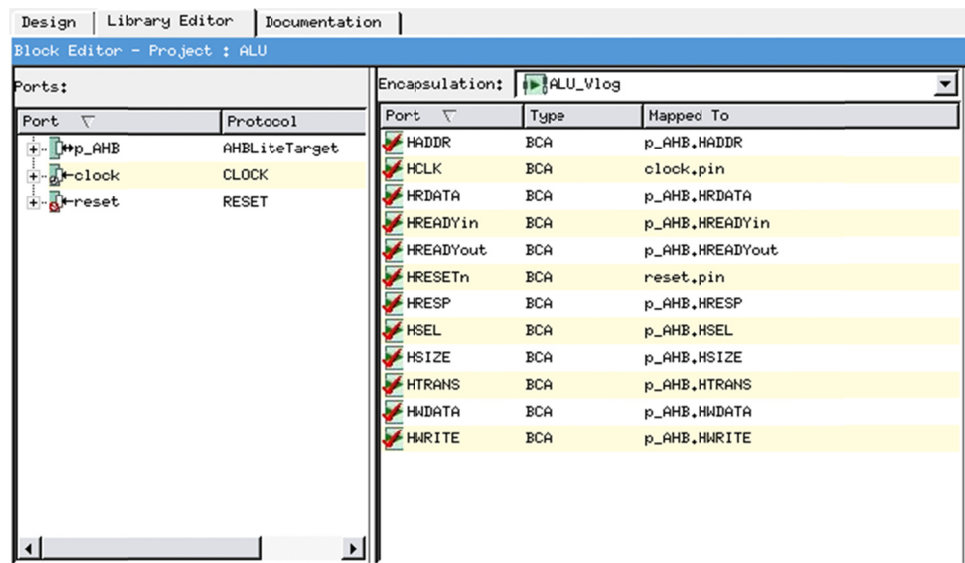 Design Library Editor Documentation
Block Editor - Project : ALU
Ports:
Port Protocol
p_AHB AHBLiteTarget
clock CLOCK
reset RESET
Encapsulation: ALU_Vlog
Port Type Mapped To
HADDR BCA p_AHB.HADDR
HCLK BCA clock.pin
HRDATA BCA p_AHB.HRDATA
HREADYin BCA p_AHB.HREADYin
HREADYout BCA p_AHB.HREADYout
HRESETn BCA reset.pin
HRESP BCA p_AHB.HRESP
HSEL BCA p_AHB.HSEL
HSIZE BCA p_AHB.HSIZE
HTRANS BCA p_AHB.HTRANS
HWDATA BCA p_AHB.HWDATA
HWRITE BCA p_AHB.HWRITE